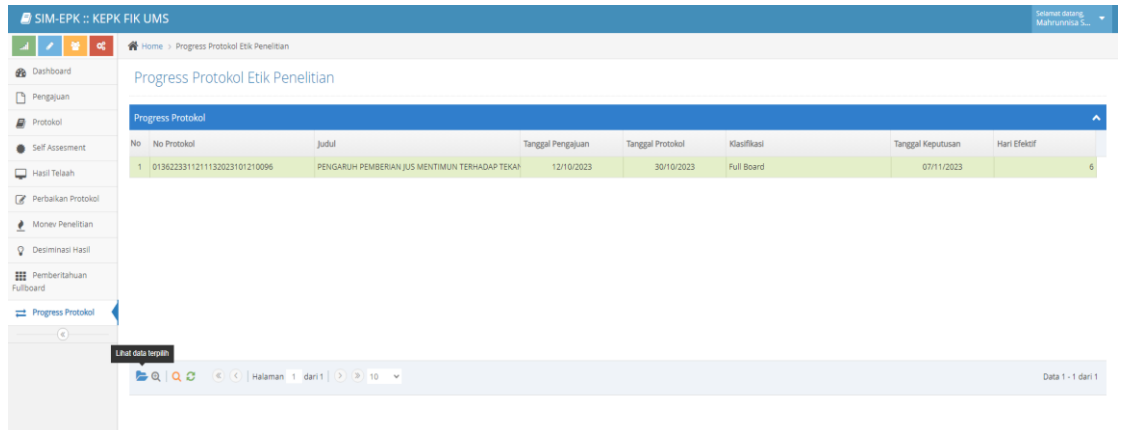 SIM-EPK :: KEPK FIK UMS
Selamat datang,
Mahrunnisa S...
Home > Progress Protokol Etik Penelitian
Dashboard
Pengajuan
Protokol
Self Assesment
Hasil Telaah
Perbaikan Protokol
Monev Penelitian
Desiminasi Hasil
Pemberitahuan
Fullboard
Progress Protokol
Progress Protokol Etik Penelitian
Progress Protokol
No No Protokol Judul Tanggal Pengajuan Tanggal Protokol Klasifikasi Tanggal Keputusan Hari Efektif
1 0136223311211132023101210096 PENGARUH PEMBERIAN JUS MENTIMUN TERHADAP TEKAN 12/10/2023 30/10/2023 Full Board 07/11/2023 6
Lihat data terpilih
Halaman 1 dari 1 10 Data 1 - 1 dari 1